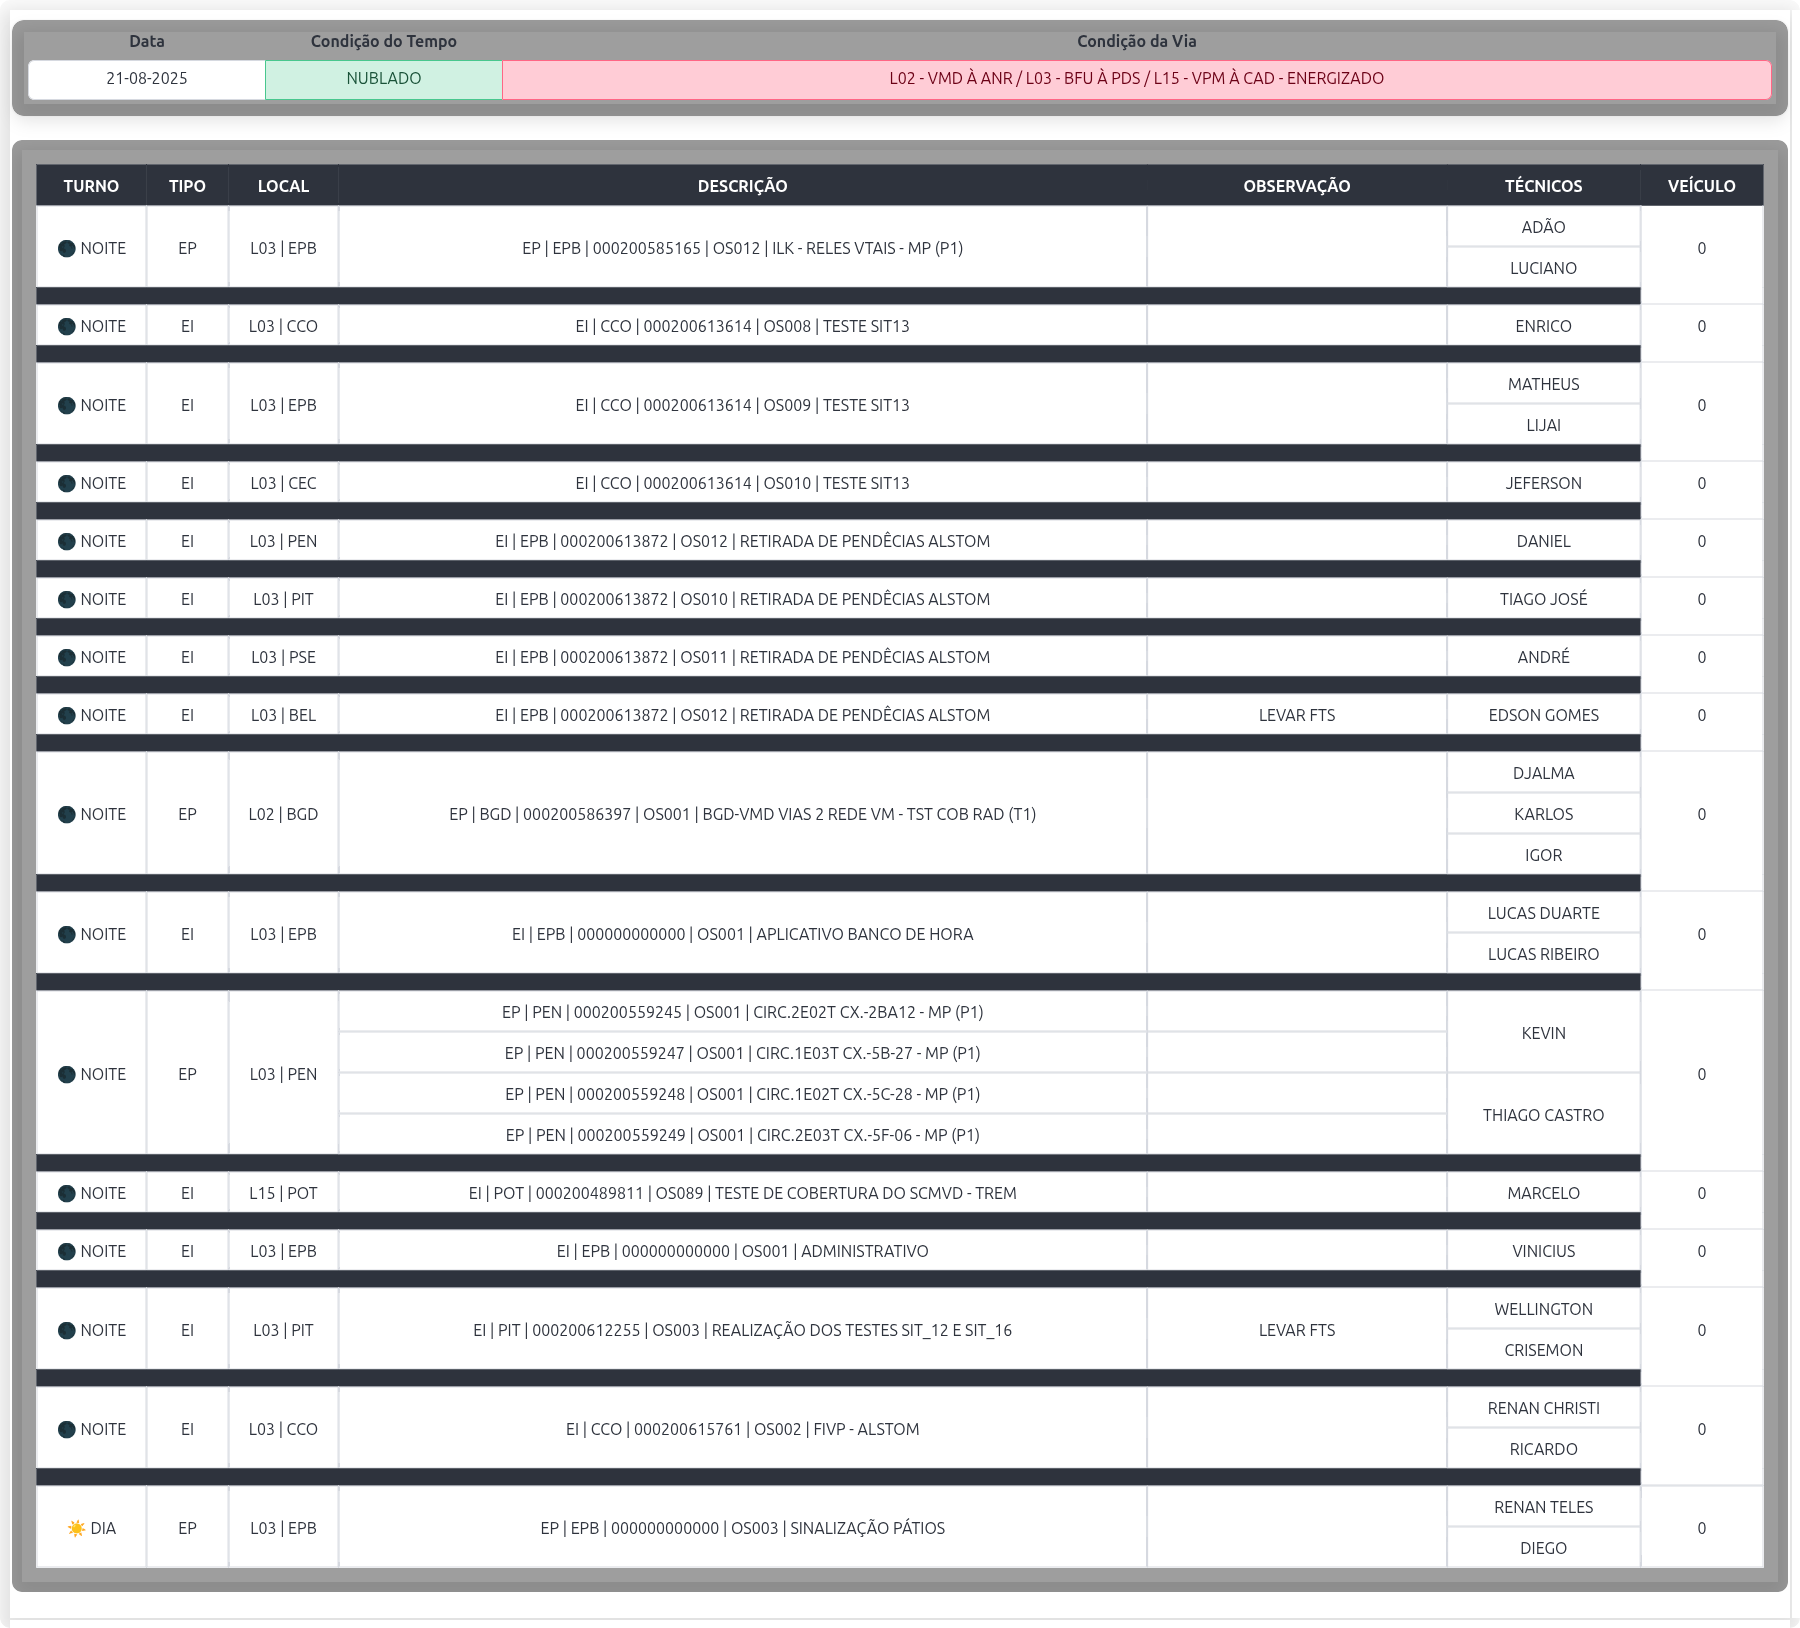 Data Condição do Tempo Condição da Via
21-08-2025 NUBLADO L02 - VMD À ANR / L03 - BFU À PDS / L15 - VPM À CAD - ENERGIZADO
TURNO TIPO LOCAL DESCRIÇÃO OBSERVAÇÃO TÉCNICOS VEÍCULO
NOITE EP L03 | EPB EP | EPB | 000200585165 | OS012 | ILK - RELES VTAIS - MP (P1) ADÃO 0
LUCIANO
NOITE EI L03 | CCO EI | CCO | 000200613614 | OS008 | TESTE SIT13 ENRICO 0
NOITE EI L03 | EPB EI | CCO | 000200613614 | OS009 | TESTE SIT13 MATHEUS 0
LIJAI
NOITE EI L03 | CEC EI | CCO | 000200613614 | OS010 | TESTE SIT13 JEFERSON 0
NOITE EI L03 | PEN EI | EPB | 000200613872 | OS012 | RETIRADA DE PENDÊCIAS ALSTOM DANIEL 0
NOITE EI L03 | PIT EI | EPB | 000200613872 | OS010 | RETIRADA DE PENDÊCIAS ALSTOM TIAGO JOSÉ 0
NOITE EI L03 | PSE EI | EPB | 000200613872 | OS011 | RETIRADA DE PENDÊCIAS ALSTOM ANDRÉ 0
NOITE EI L03 | BEL EI | EPB | 000200613872 | OS012 | RETIRADA DE PENDÊCIAS ALSTOM LEVAR FTS EDSON GOMES 0
NOITE EP L02 | BGD EP | BGD | 000200586397 | OS001 | BGD-VMD VIAS 2 REDE VM - TST COB RAD (T1) DJALMA 0
KARLOS
IGOR
NOITE EI L03 | EPB EI | EPB | 000000000000 | OS001 | APLICATIVO BANCO DE HORA LUCAS DUARTE 0
LUCAS RIBEIRO
NOITE EP L03 | PEN EP | PEN | 000200559245 | OS001 | CIRC.2E02T CX.-2BA12 - MP (P1) KEVIN 0
EP | PEN | 000200559247 | OS001 | CIRC.1E03T CX.-5B-27 - MP (P1)
EP | PEN | 000200559248 | OS001 | CIRC.1E02T CX.-5C-28 - MP (P1) THIAGO CASTRO
EP | PEN | 000200559249 | OS001 | CIRC.2E03T CX.-5F-06 - MP (P1)
NOITE EI L15 | POT EI | POT | 000200489811 | OS089 | TESTE DE COBERTURA DO SCMVD - TREM MARCELO 0
NOITE EI L03 | EPB EI | EPB | 000000000000 | OS001 | ADMINISTRATIVO VINICIUS 0
NOITE EI L03 | PIT EI | PIT | 000200612255 | OS003 | REALIZAÇÃO DOS TESTES SIT_12 E SIT_16 LEVAR FTS WELLINGTON 0
CRISEMON
NOITE EI L03 | CCO EI | CCO | 000200615761 | OS002 | FIVP - ALSTOM RENAN CHRISTI 0
RICARDO
DIA EP L03 | EPB EP | EPB | 000000000000 | OS003 | SINALIZAÇÃO PÁTIOS RENAN TELES 0
DIEGO